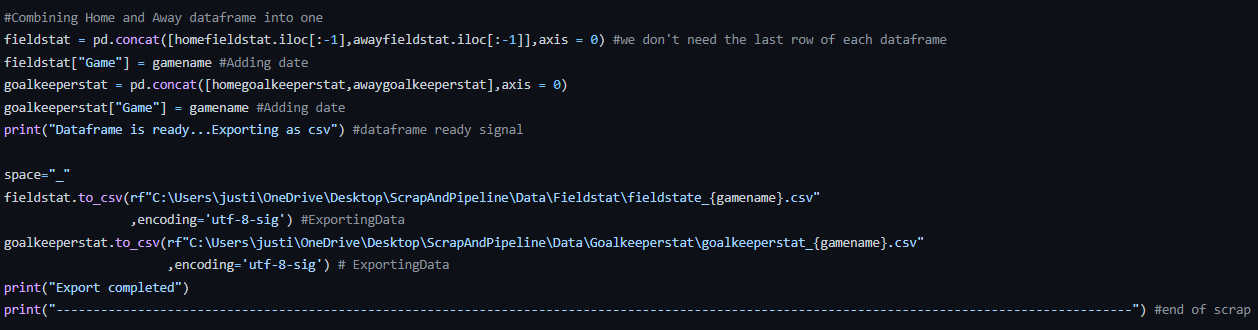 #Combining Home and Away dataframe into one
fieldstat = pd.concat([homefieldstat.iloc[:-1],awayfieldstat.iloc[:-1]],axis = 0) #we don't need the last row of each dataframe
fieldstat["Game"] = gamename #Adding date
goalkeeperstat = pd.concat([homegoalkeeperstat,awaygoalkeeperstat],axis = 0)
goalkeeperstat["Game"] = gamename #Adding date
print("Dataframe is ready...Exporting as csv") #dataframe ready signal
space="_"
fieldstat.to_csv(rf"C:\Users\justi\OneDrive\Desktop\ScrapAndPipeline\Data\Fieldstat\fieldstate_{gamename}.csv"
,encoding='utf-8-sig') #ExportingData
goalkeeperstat.to_csv(rf"C:\Users\justi\OneDrive\Desktop\ScrapAndPipeline\Data\Goalkeeperstat\goalkeeperstat_{gamename}.csv"
,encoding='utf-8-sig') # ExportingData
print("Export completed")
print("--------------------------------------------------------------------------------------------------------------------------------------------------") #end of scrap